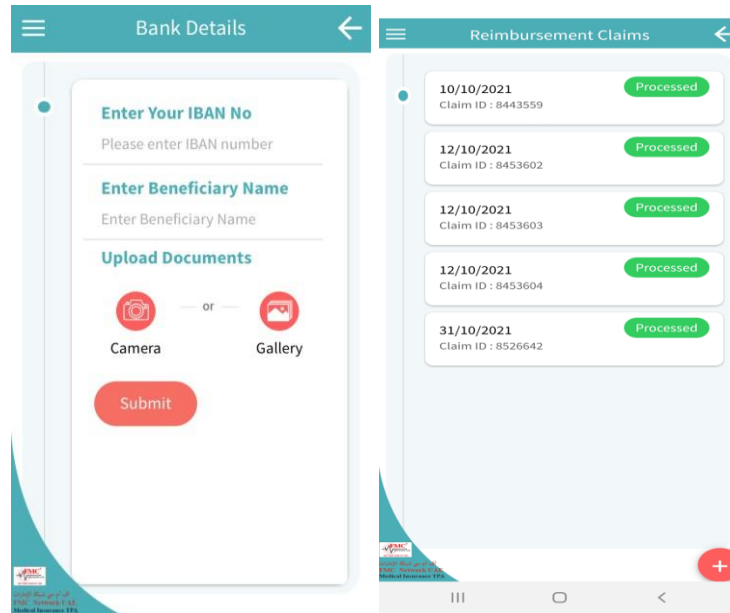 Bank Details
Enter Your IBAN No
Please enter IBAN number
Enter Beneficiary Name
Enter Beneficiary Name
Upload Documents
or
Camera
Gallery
Submit
FMC
FMC Network UAE
Medical Insurance TPA
Reimbursement Claims
10/10/2021
Processed
Claim ID : 8443559
12/10/2021
Processed
Claim ID : 8453602
12/10/2021
Processed
Claim ID : 8453603
12/10/2021
Processed
Claim ID : 8453604
31/10/2021
Processed
Claim ID : 8526642
FMC
FMC Network UAE
Medical Insurance TPA